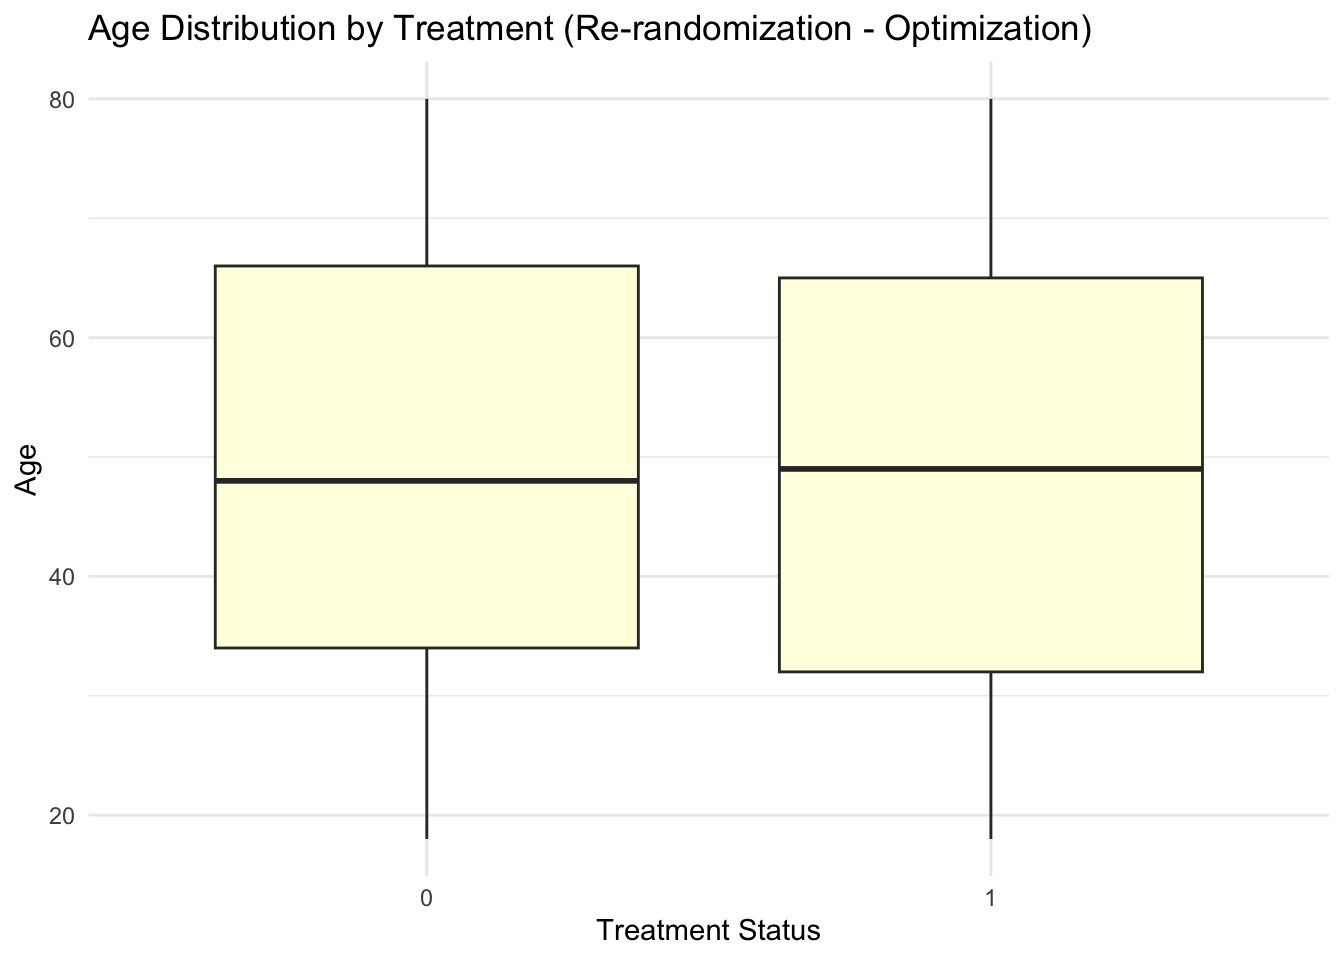 Age Distribution by Treatment (Re-randomization - Optimization)
80
60
40
20
Age
0 1
Treatment Status